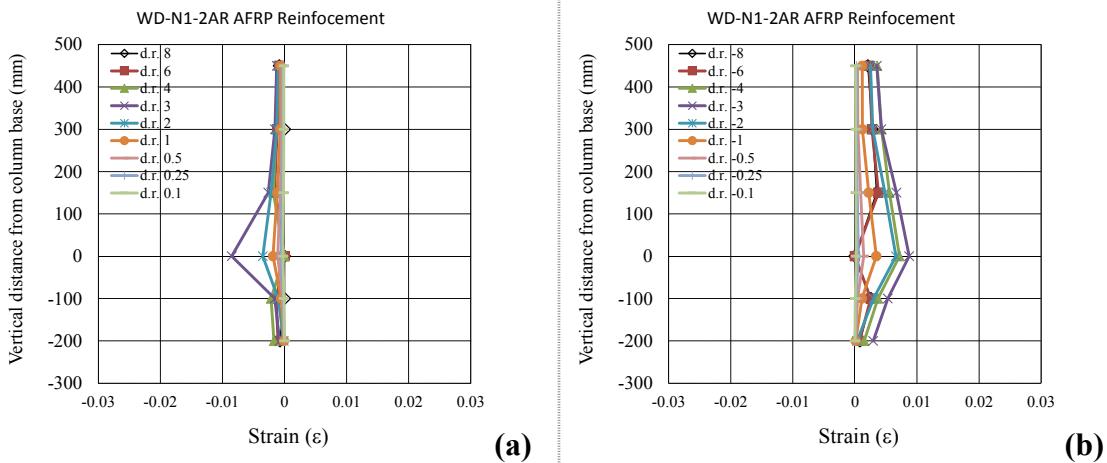 WD-N1-2AR AFRP Reinfocement
Vertical distance from column base (mm)
500
400
300
200
100
0
-100
-200
-300
d.r. 8
d.r. 6
d.r. 4
d.r. 3
d.r. 2
d.r. 1
d.r. 0.5
d.r. 0.25
d.r. 0.1
-0.03
-0.02
-0.01
0
0.01
0.02
0.03
Strain (ε)
(a)
WD-N1-2AR AFRP Reinfocement
Vertical distance from column base (mm)
500
400
300
200
100
0
-100
-200
-300
d.r. -8
d.r. -6
d.r. -4
d.r. -3
d.r. -2
d.r. -1
d.r. -0.5
d.r. -0.25
d.r. -0.1
-0.03
-0.02
-0.01
0
0.01
0.02
0.03
Strain (ε)
(b)